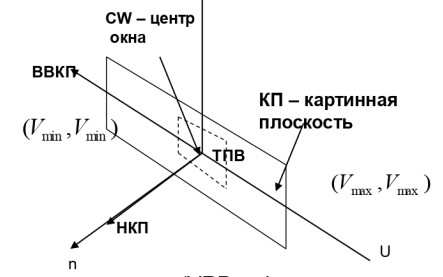 CW – центр
окна
ВВКП
КП – картинная
плоскость
(Vmin, Vmin)
ТПВ
(Vmax, Vmax)
НКП
U
n